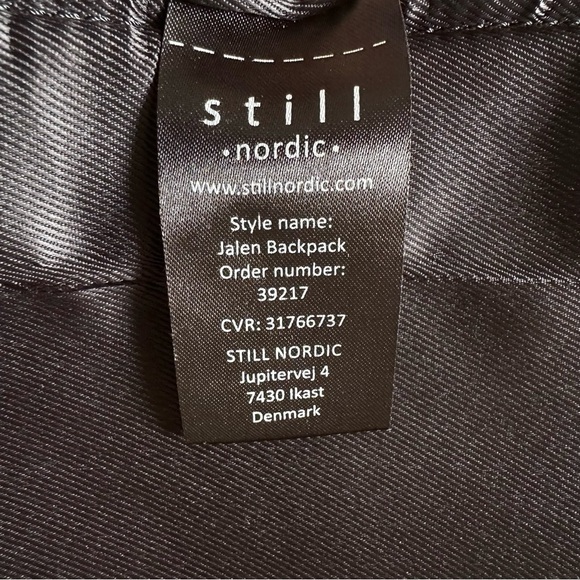 still
·nordic·
www.stillnordic.com
Style name:
Jalen Backpack
Order number:
39217
CVR: 31766737
STILL NORDIC
Jupitervej 4
7430 Ikast
Denmark